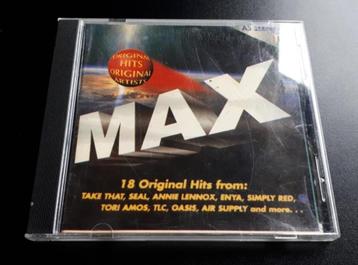 AS
ORIGINAL
HITS
ORIGINAL
ARTISTS
MAX
18 Original Hits from:
TAKE THAT, SEAL, ANNIE LENNOX, ENYA, SIMPLY RED,
TORI AMOS, TLC, OASIS, AIR SUPPLY and more...